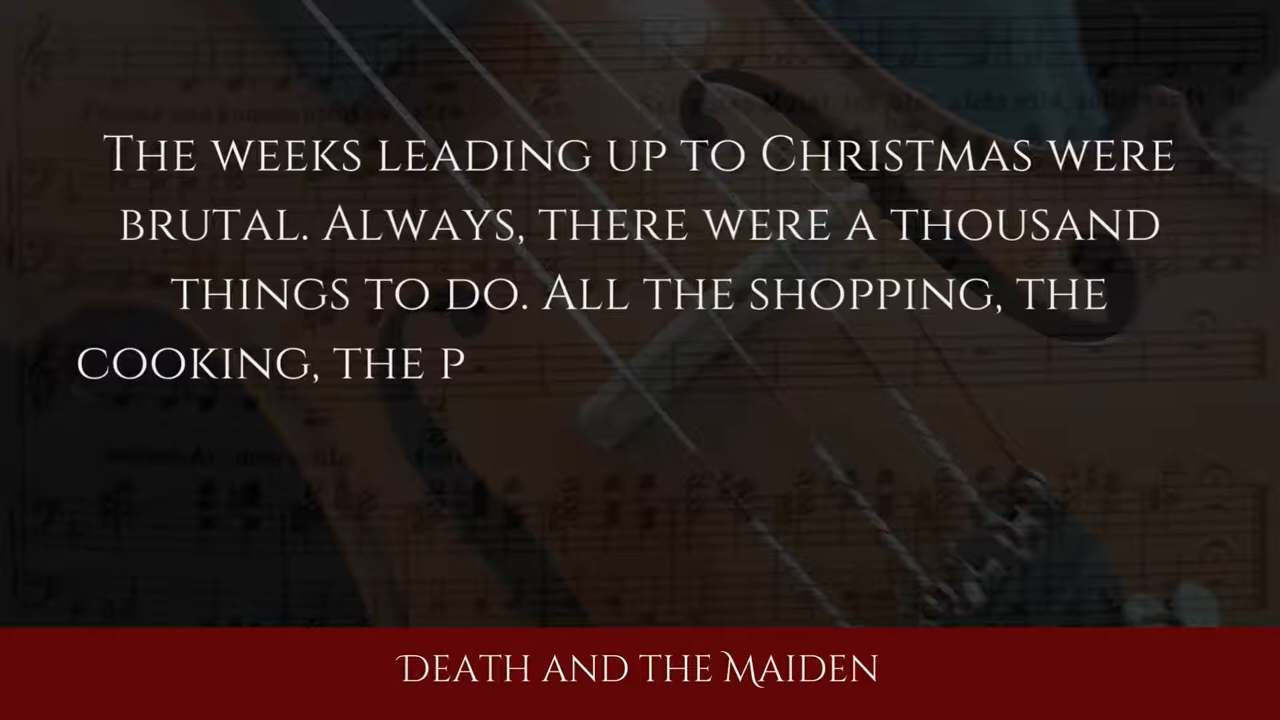 The weeks leading up to Christmas were
brutal. Always, there were a thousand
things to do. All the shopping, the
cooking, the p
Death and the Maiden